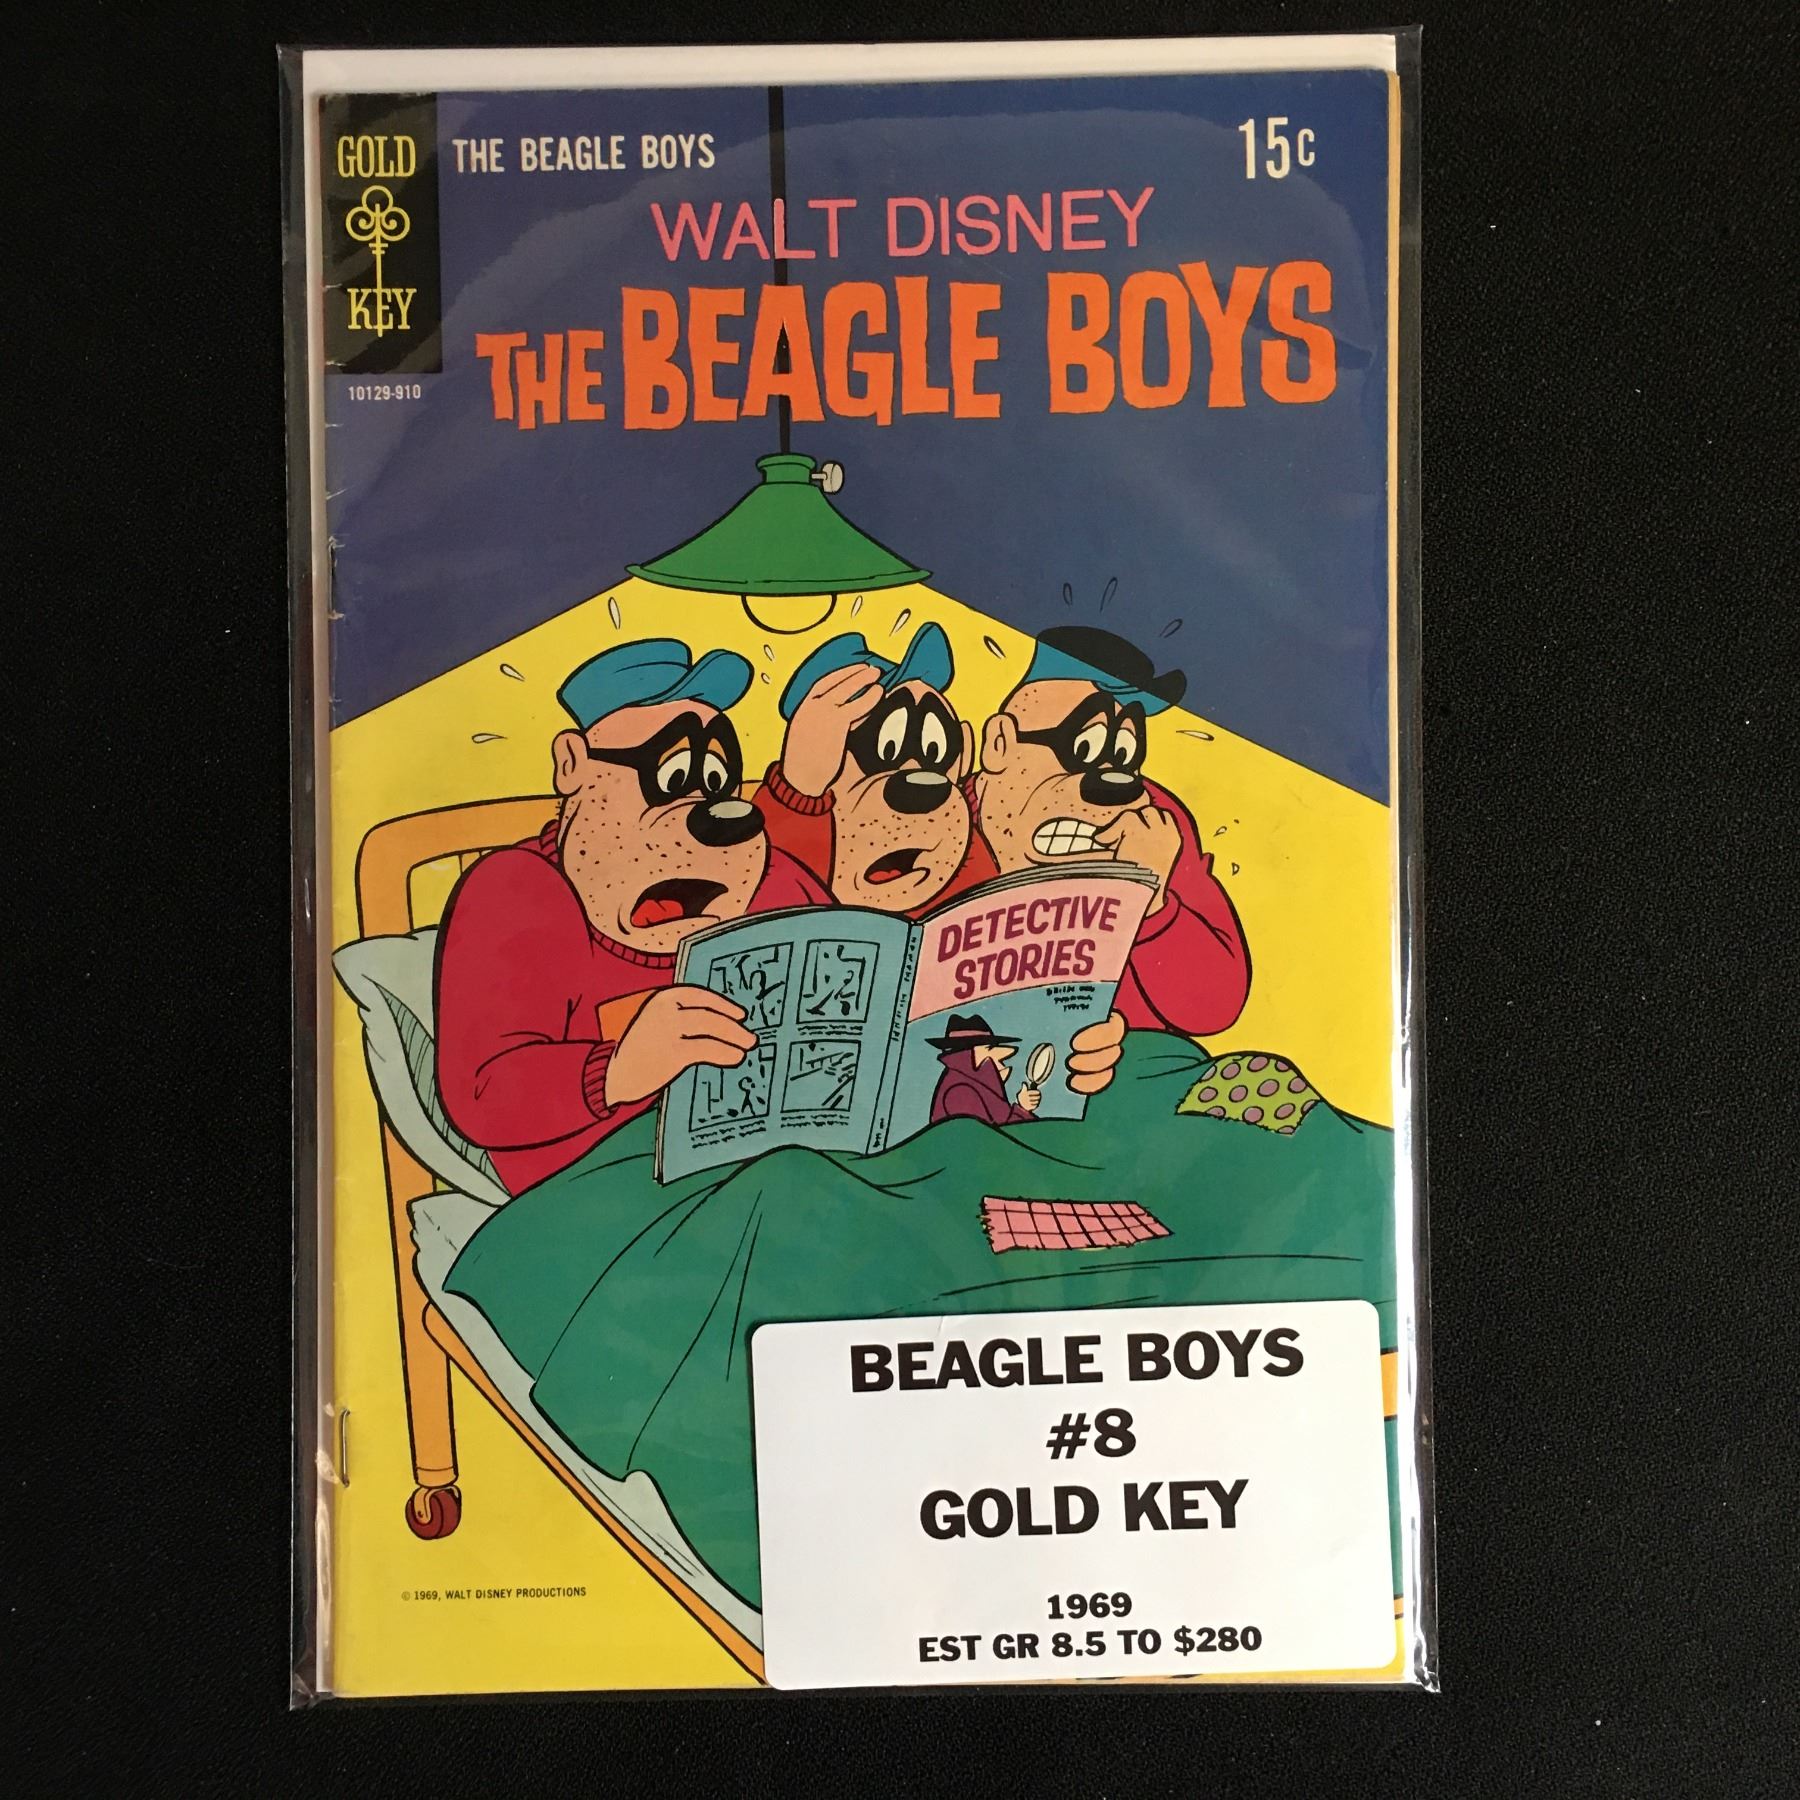 GOLD
KEY
THE BEAGLE BOYS
15c
WALT DISNEY
THE BEAGLE BOYS
10129-910
DETECTIVE
STORIES
BEAGLE BOYS
#8
GOLD KEY
1969
EST GR 8.5 TO $280
© 1969, WALT DISNEY PRODUCTIONS